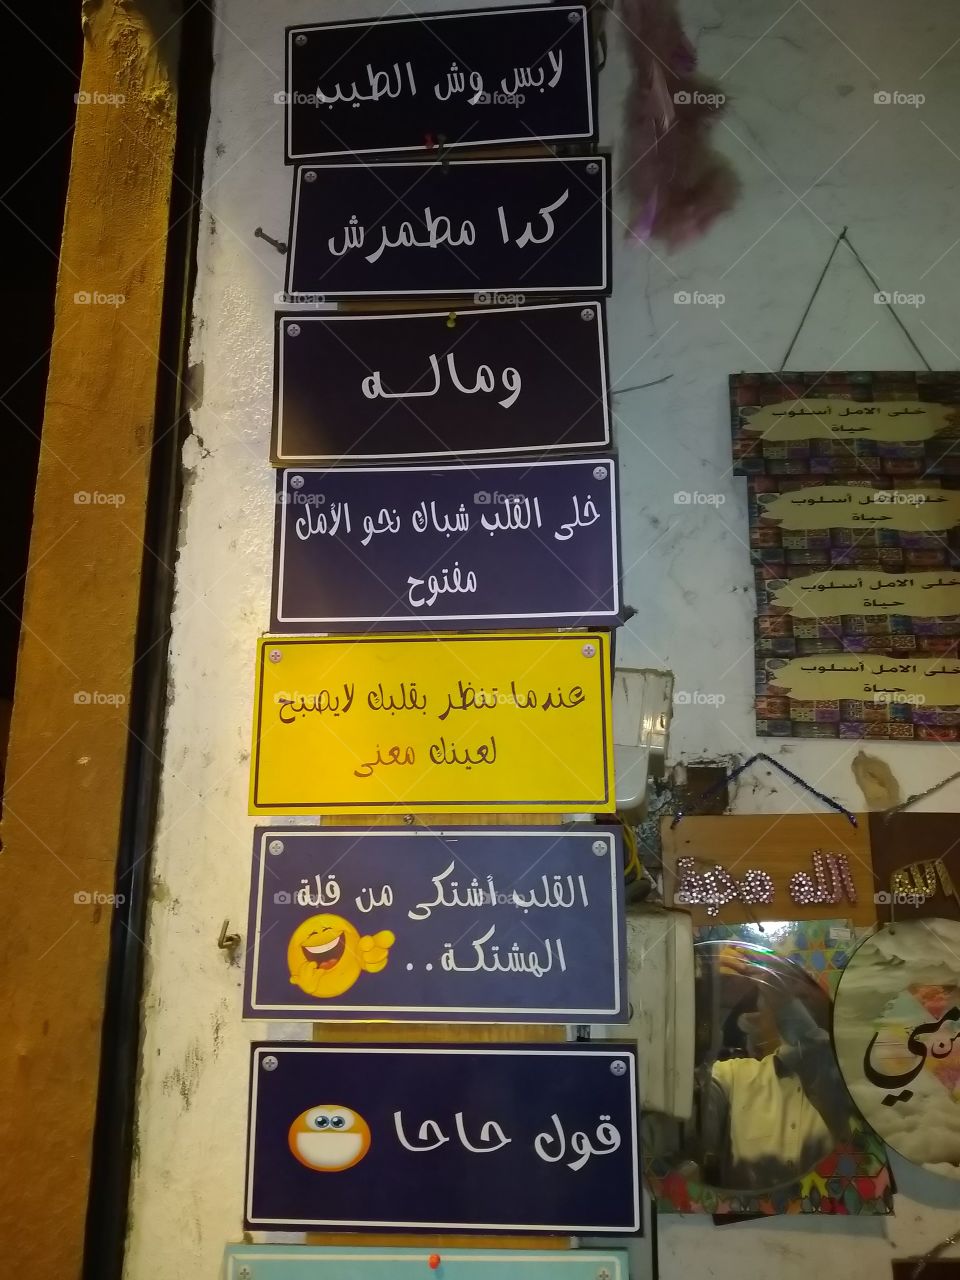 لابس وش الطيب
كدا مطمرش
ومالــه
خلى القلب شباك نحو الأمل
مفتوح
عندما تنظر بقلبك لايصبح
لعينك معنى
القلب أشتكى من قلة
المشتكـة..
قول حاحا
خلى الامل أسلوب
حياة
خلى الامل أسلوب
حياة
خلى الامل أسلوب
حياة
خلى الامل أسلوب
حياة
الله محبة
الله